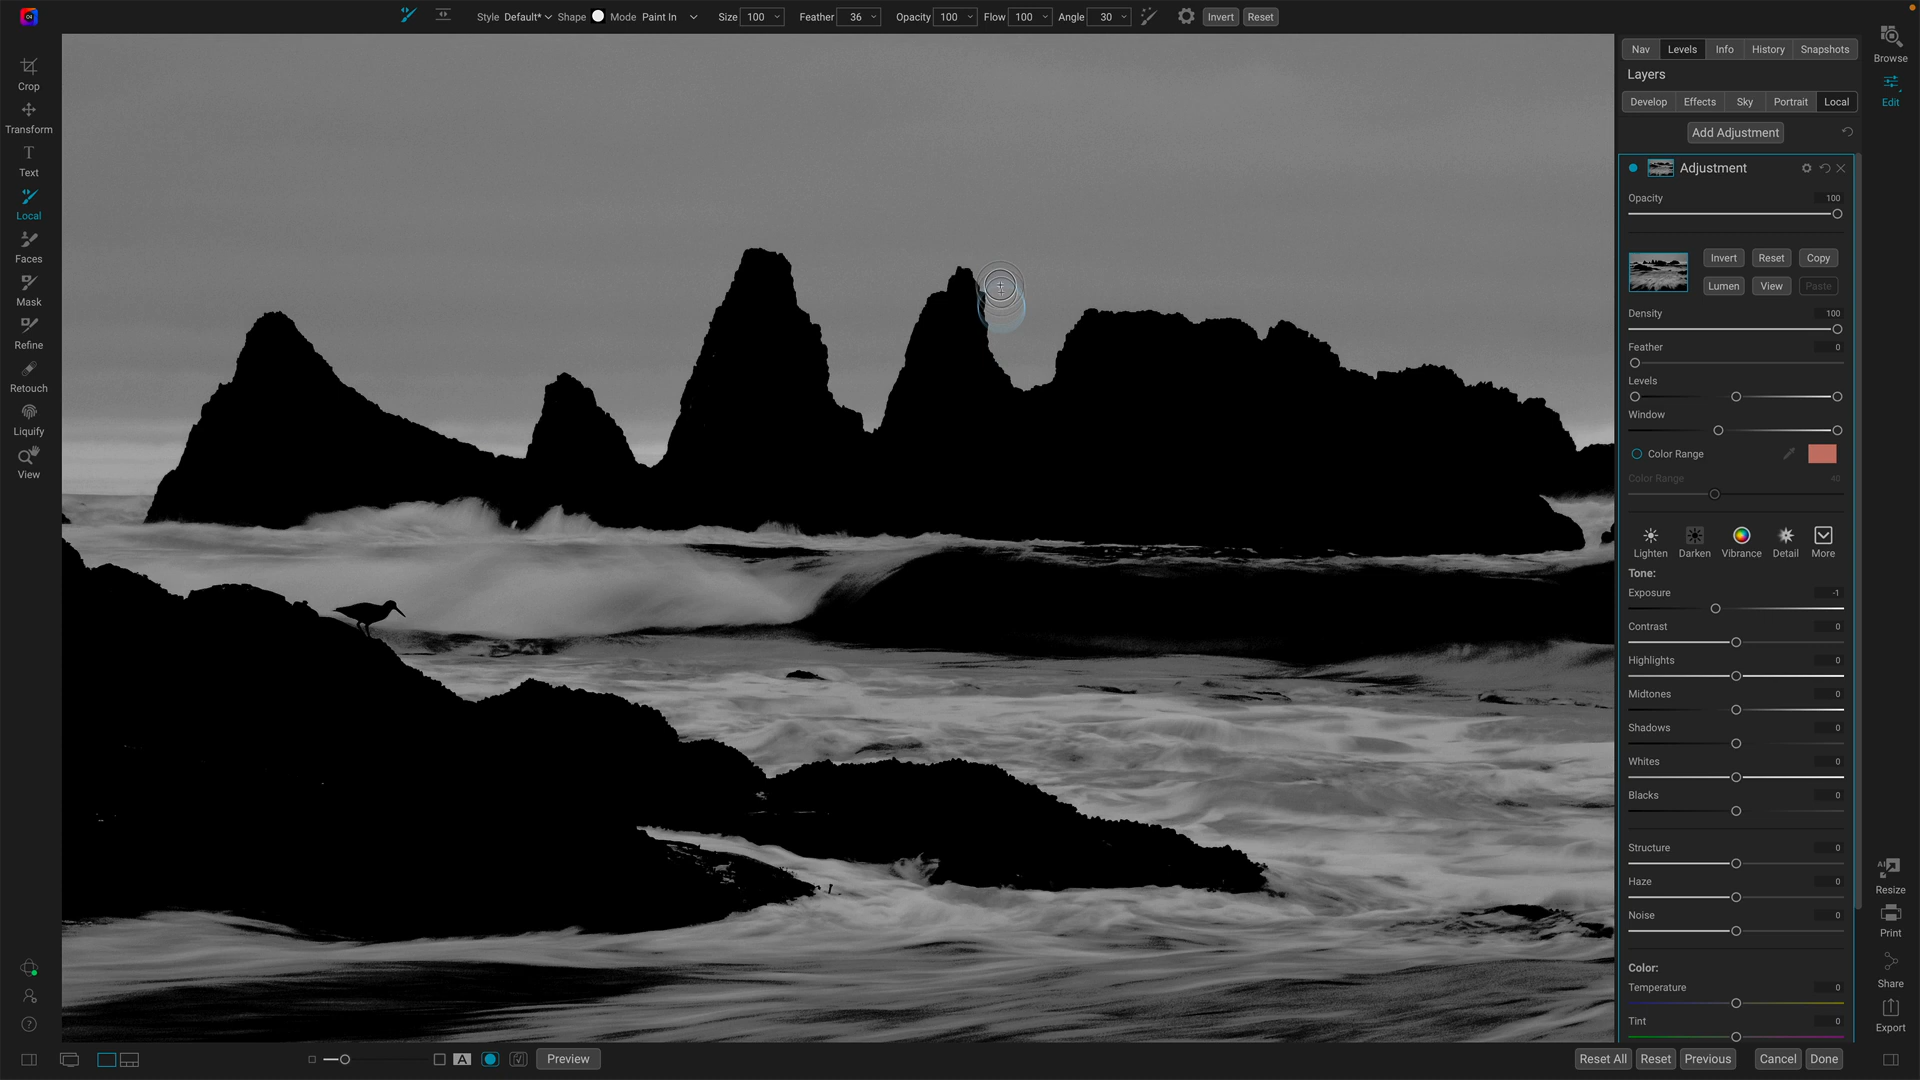 Style Default* Shape Mode Paint In Size 100 Feather 36 Opacity 100 Flow 100 Angle 30 Invert Reset
Crop
Transform
Text
Local
Faces
Mask
Refine
Retouch
Liquify
View
Nav Levels Info History Snapshots
Layers
Develop Effects Sky Portrait Local
Add Adjustment
Adjustment
Opacity 100
Invert Reset Copy
Lumen View Paste
Density 100
Feather 0
Levels
Window
Color Range
Color Range 40
Lighten Darken Vibrance Detail More
Tone:
Exposure -1
Contrast 0
Highlights 0
Midtones 0
Shadows 0
Whites 0
Blacks 0
Structure 0
Haze 0
Noise 0
Color:
Temperature 0
Tint 0
Browse
Edit
AI
Resize
Print
Share
Export
A Preview
Reset All Reset Previous Cancel Done